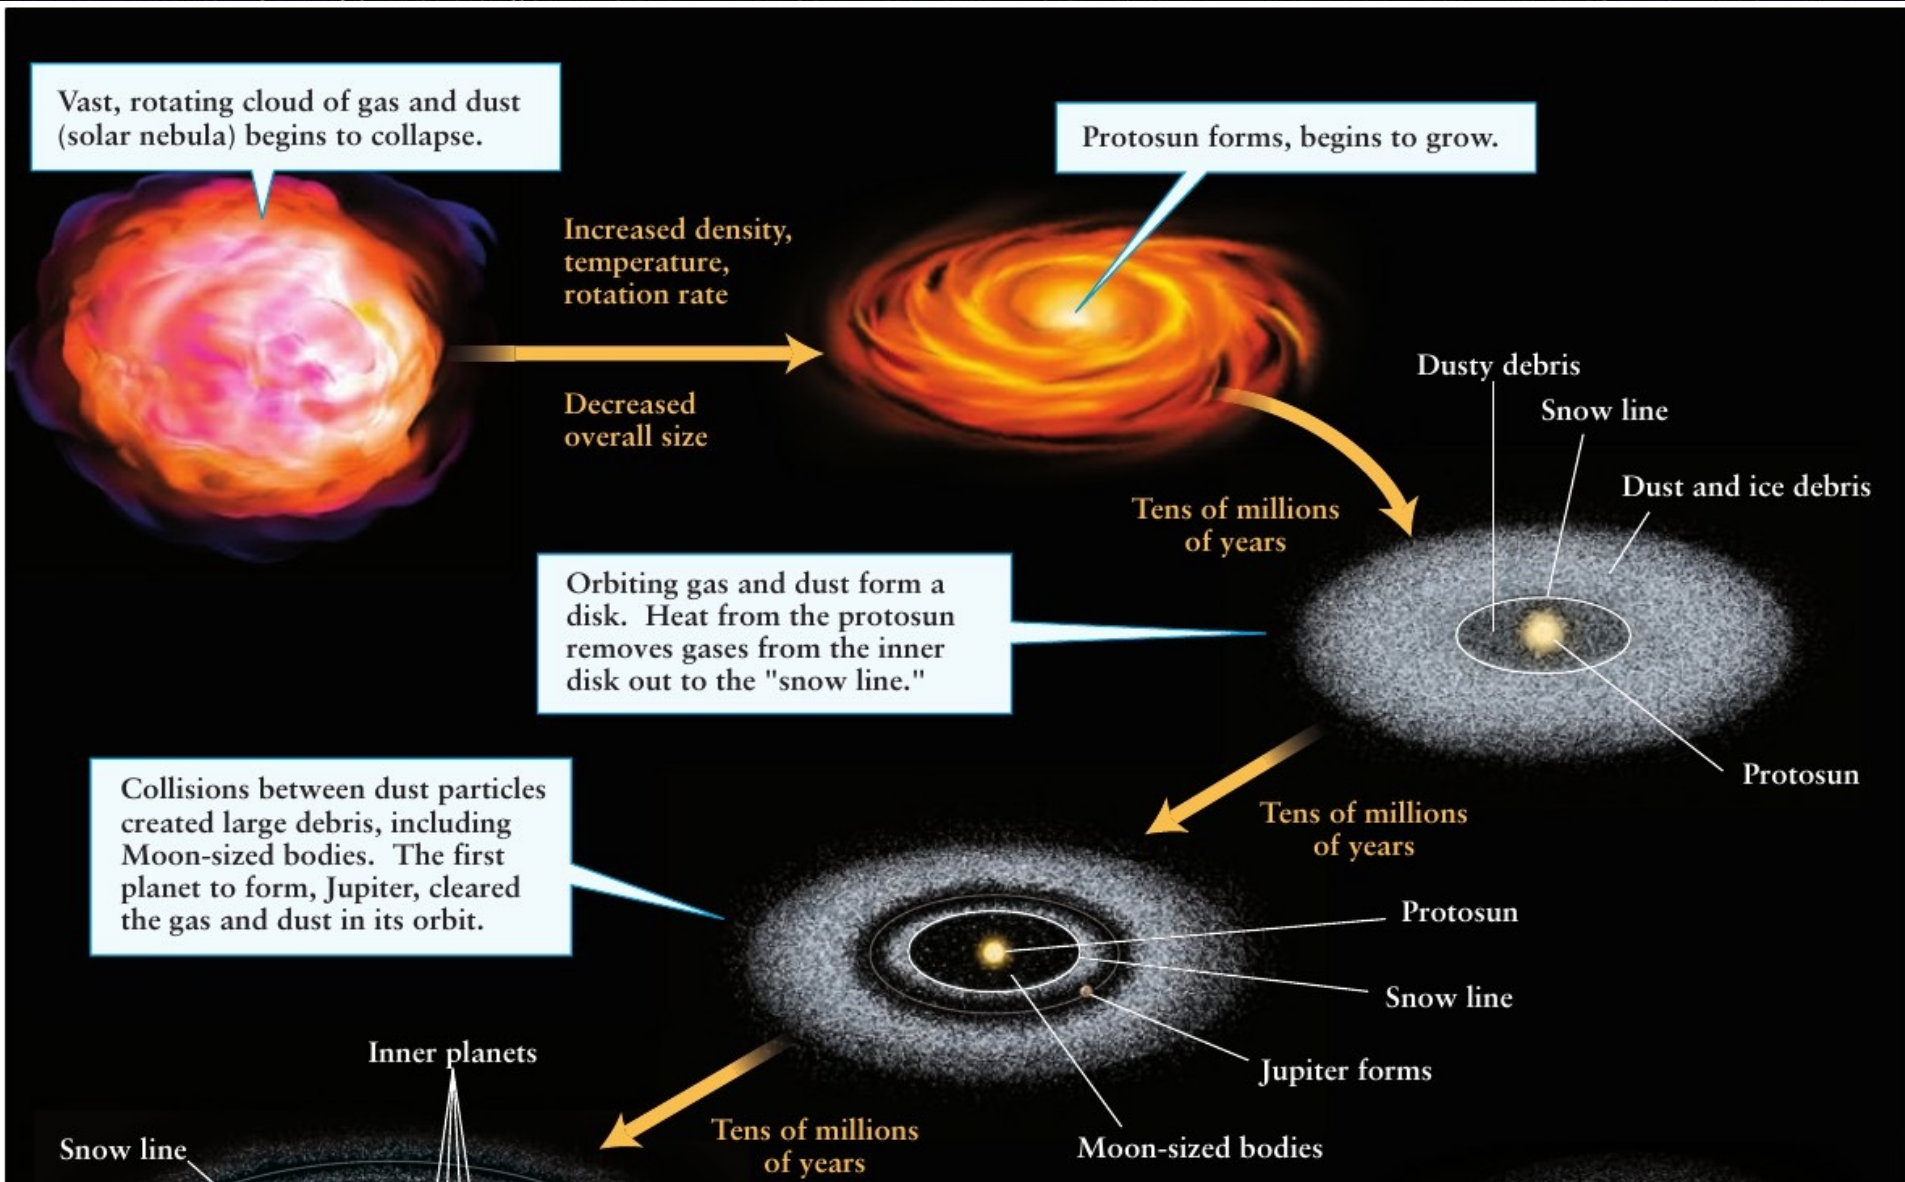 Vast, rotating cloud of gas and dust
(solar nebula) begins to collapse.
Protosun forms, begins to grow.
Increased density,
temperature,
rotation rate
Decreased
overall size
Dusty debris
Snow line
Dust and ice debris
Tens of millions
of years
Orbiting gas and dust form a
disk. Heat from the protosun
removes gases from the inner
disk out to the "snow line."
Protosun
Collisions between dust particles
created large debris, including
Moon-sized bodies. The first
planet to form, Jupiter, cleared
the gas and dust in its orbit.
Tens of millions
of years
Protosun
Snow line
Jupiter forms
Moon-sized bodies
Inner planets
Snow line
Tens of millions
of years